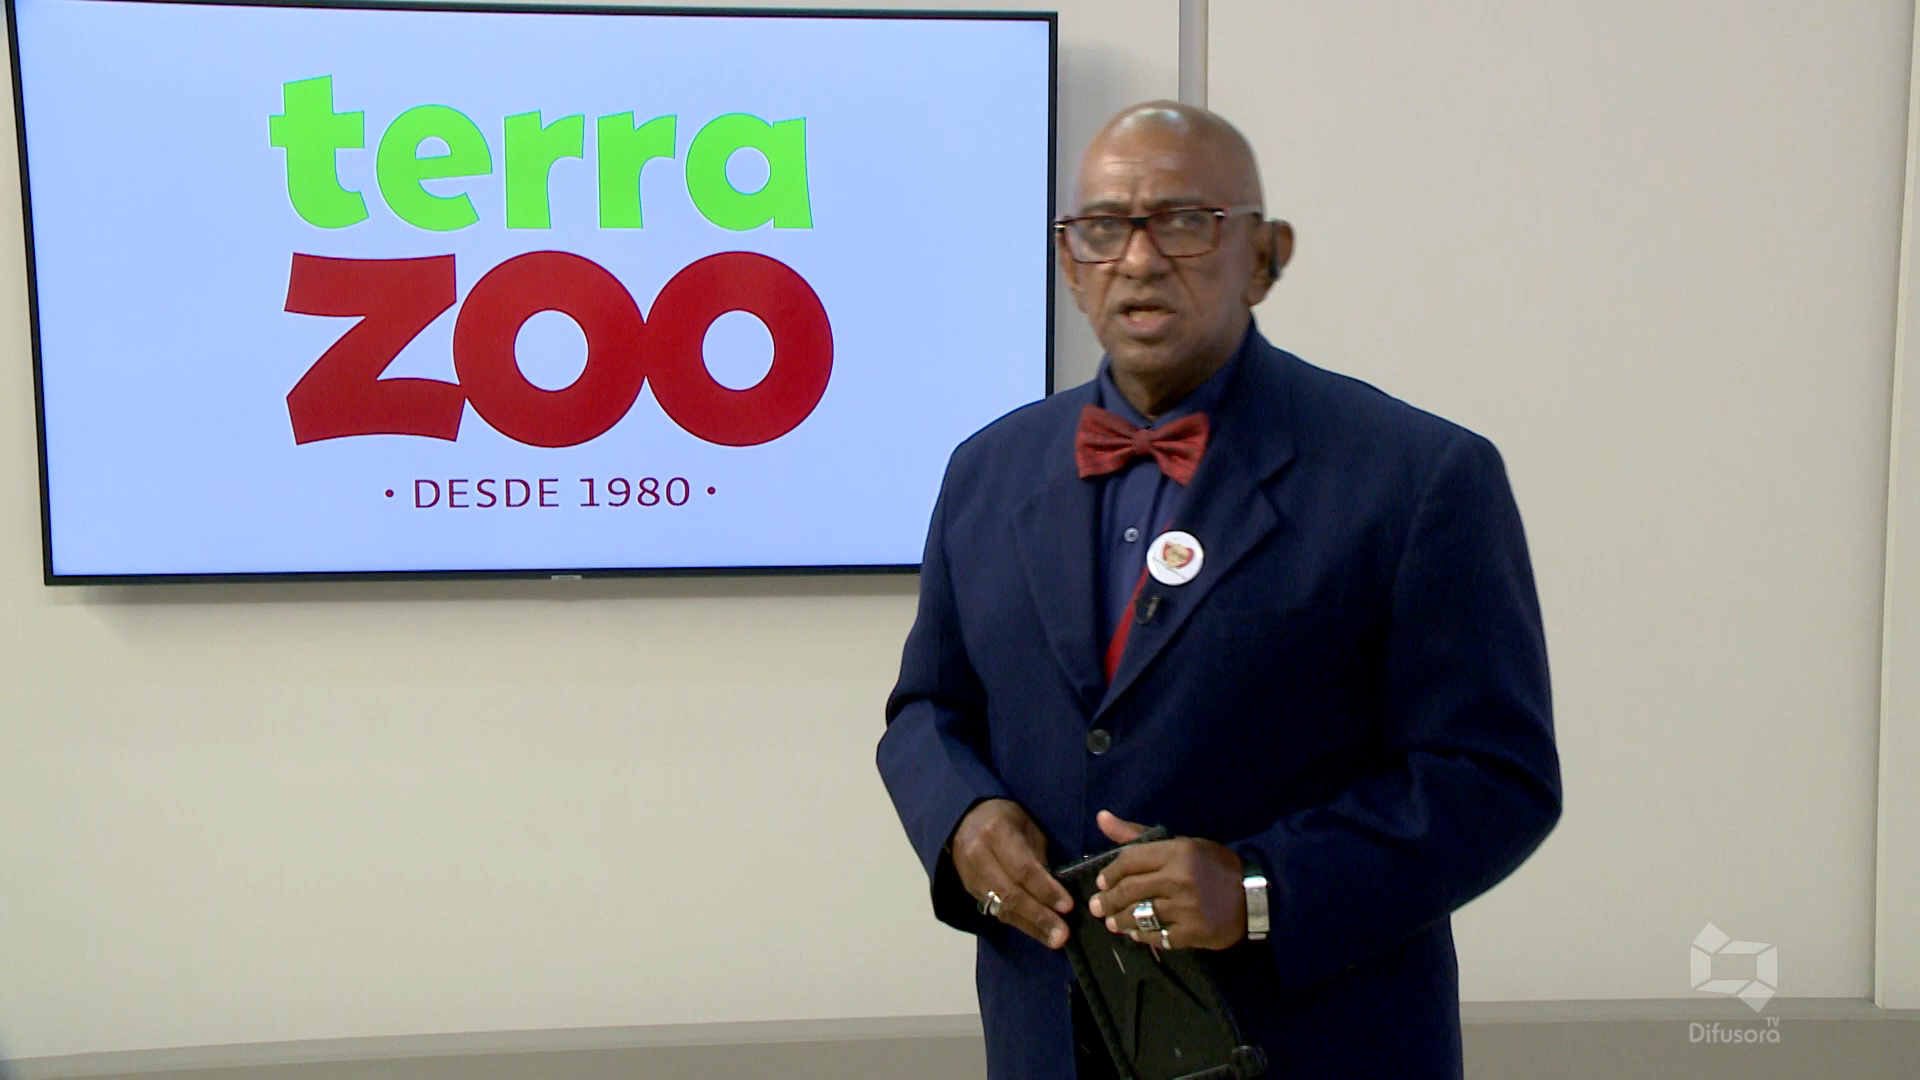 terra
ZOO
• DESDE 1980 •
TV
Difusora